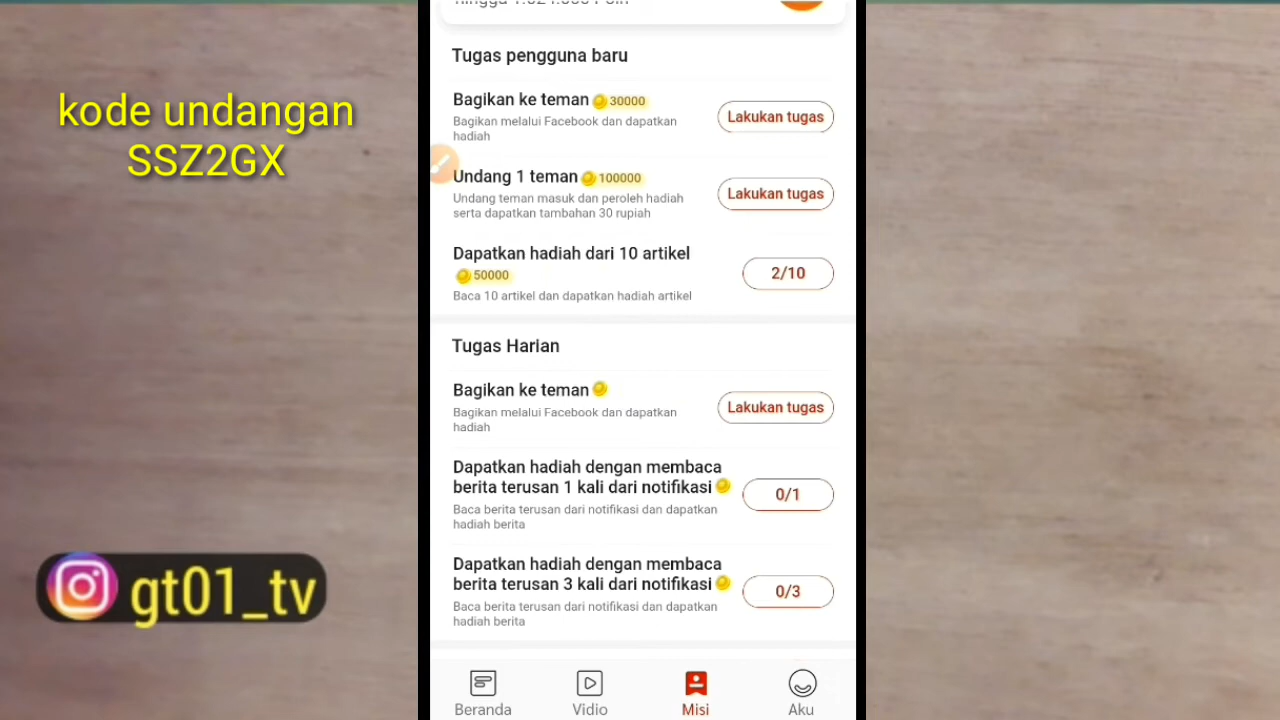 kode undangan
SSZ2GX
Tugas pengguna baru
Bagikan ke teman 30000
Bagikan melalui Facebook dan dapatkan
hadiah
Lakukan tugas
Undang 1 teman 100000
Undang teman masuk dan peroleh hadiah
serta dapatkan tambahan 30 rupiah
Lakukan tugas
Dapatkan hadiah dari 10 artikel
50000
Baca 10 artikel dan dapatkan hadiah artikel
2/10
Tugas Harian
Bagikan ke teman
Bagikan melalui Facebook dan dapatkan
hadiah
Lakukan tugas
Dapatkan hadiah dengan membaca
berita terusan 1 kali dari notifikasi
Baca berita terusan dari notifikasi dan dapatkan
hadiah berita
0/1
Dapatkan hadiah dengan membaca
berita terusan 3 kali dari notifikasi
Baca berita terusan dari notifikasi dan dapatkan
hadiah berita
0/3
Beranda
Vidio
Misi
Aku
gt01_tv